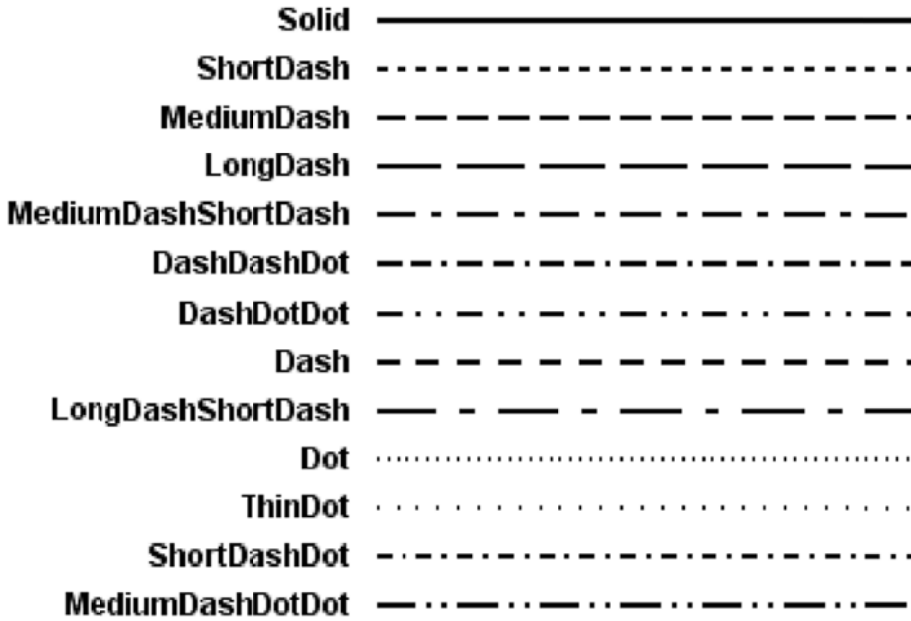 Solid
ShortDash
MediumDash
LongDash
MediumDashShortDash
DashDashDot
DashDotDot
Dash
LongDashShortDash
Dot
ThinDot
ShortDashDot
MediumDashDotDot